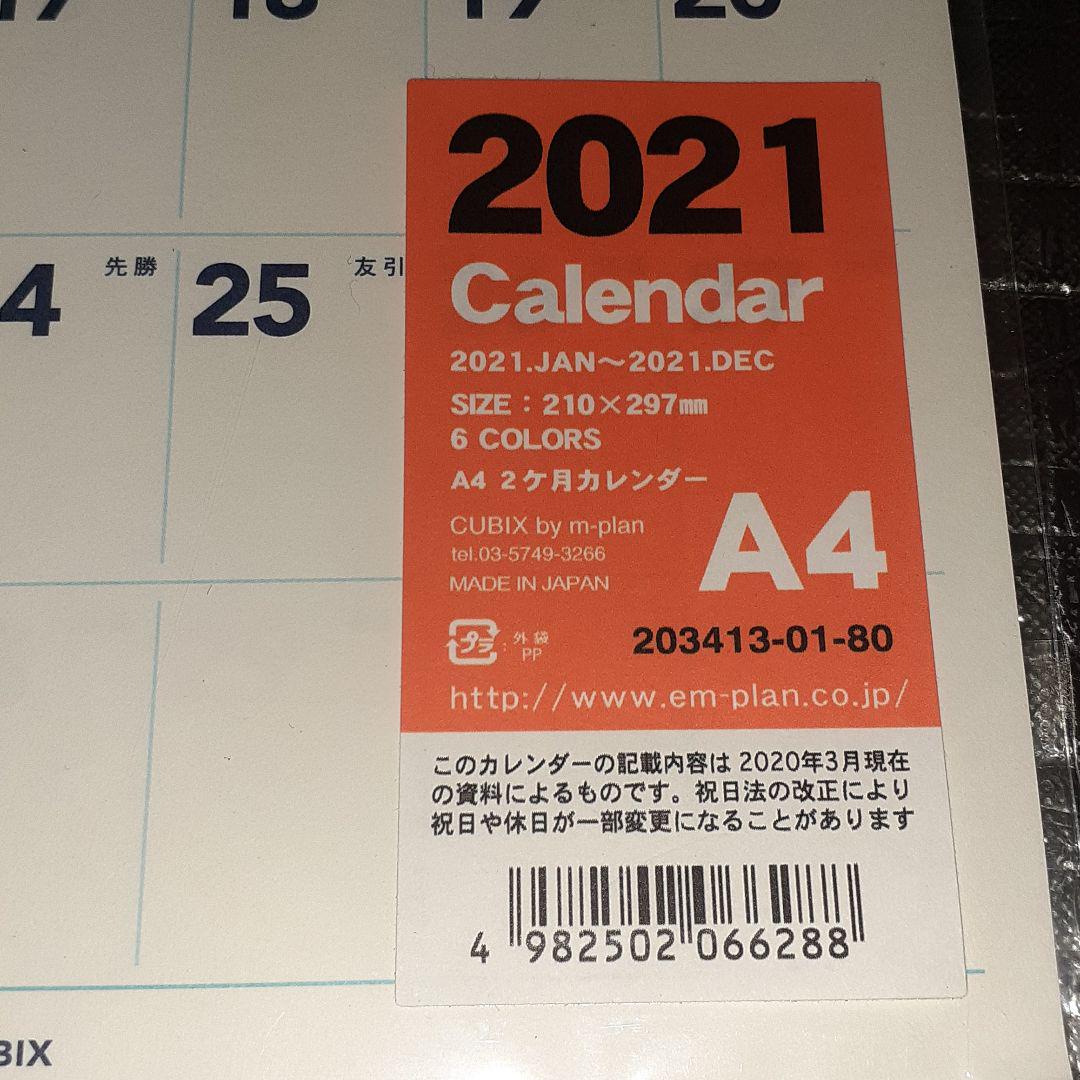 17 18 19 20
4 先勝 25 友引
2021
Calendar
2021.JAN～2021.DEC
SIZE：210×297㎜
6 COLORS
A4 2ケ月カレンダー
A4
CUBIX by m-plan
tel.03-5749-3266
MADE IN JAPAN
プラ：外袋
PP
203413-01-80
http://www.em-plan.co.jp/
このカレンダーの記載内容は2020年3月現在
の資料によるものです。祝日法の改正により
祝日や休日が一部変更になることがあります
4 982502 066288
BIX